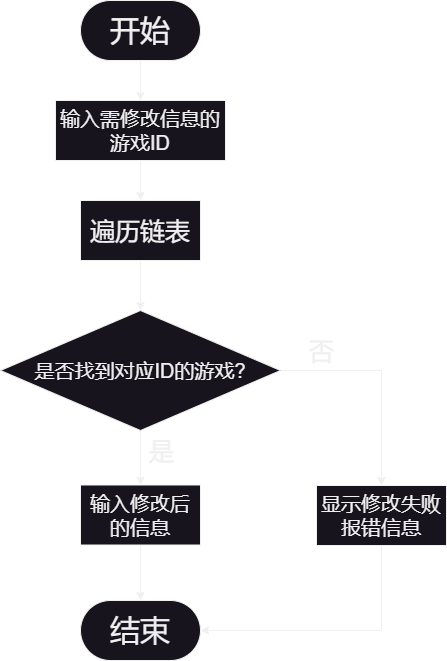 开始
输入需修改信息的
游戏ID
遍历链表
是否找到对应ID的游戏?
否
是
输入修改后
的信息
显示修改失败
报错信息
结束